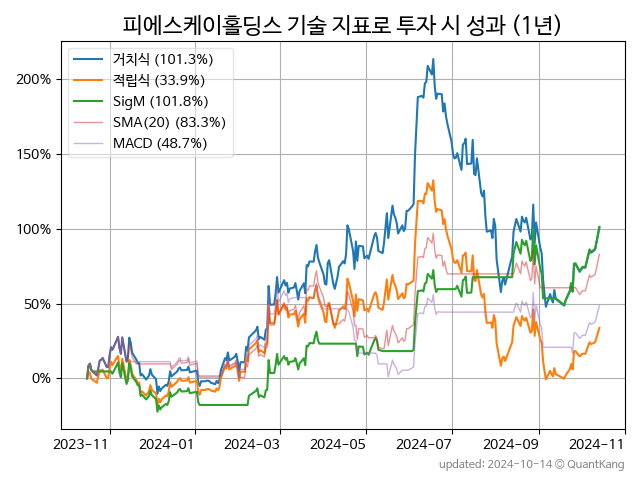 피에스케이홀딩스 기술 지표로 투자 시 성과 (1년)
거치식 (101.3%)
적립식 (33.9%)
SigM (101.8%)
SMA(20) (83.3%)
MACD (48.7%)
200%
150%
100%
50%
0%
2023-11 2024-01 2024-03 2024-05 2024-07 2024-09 2024-11
updated: 2024-10-14 © QuantKang